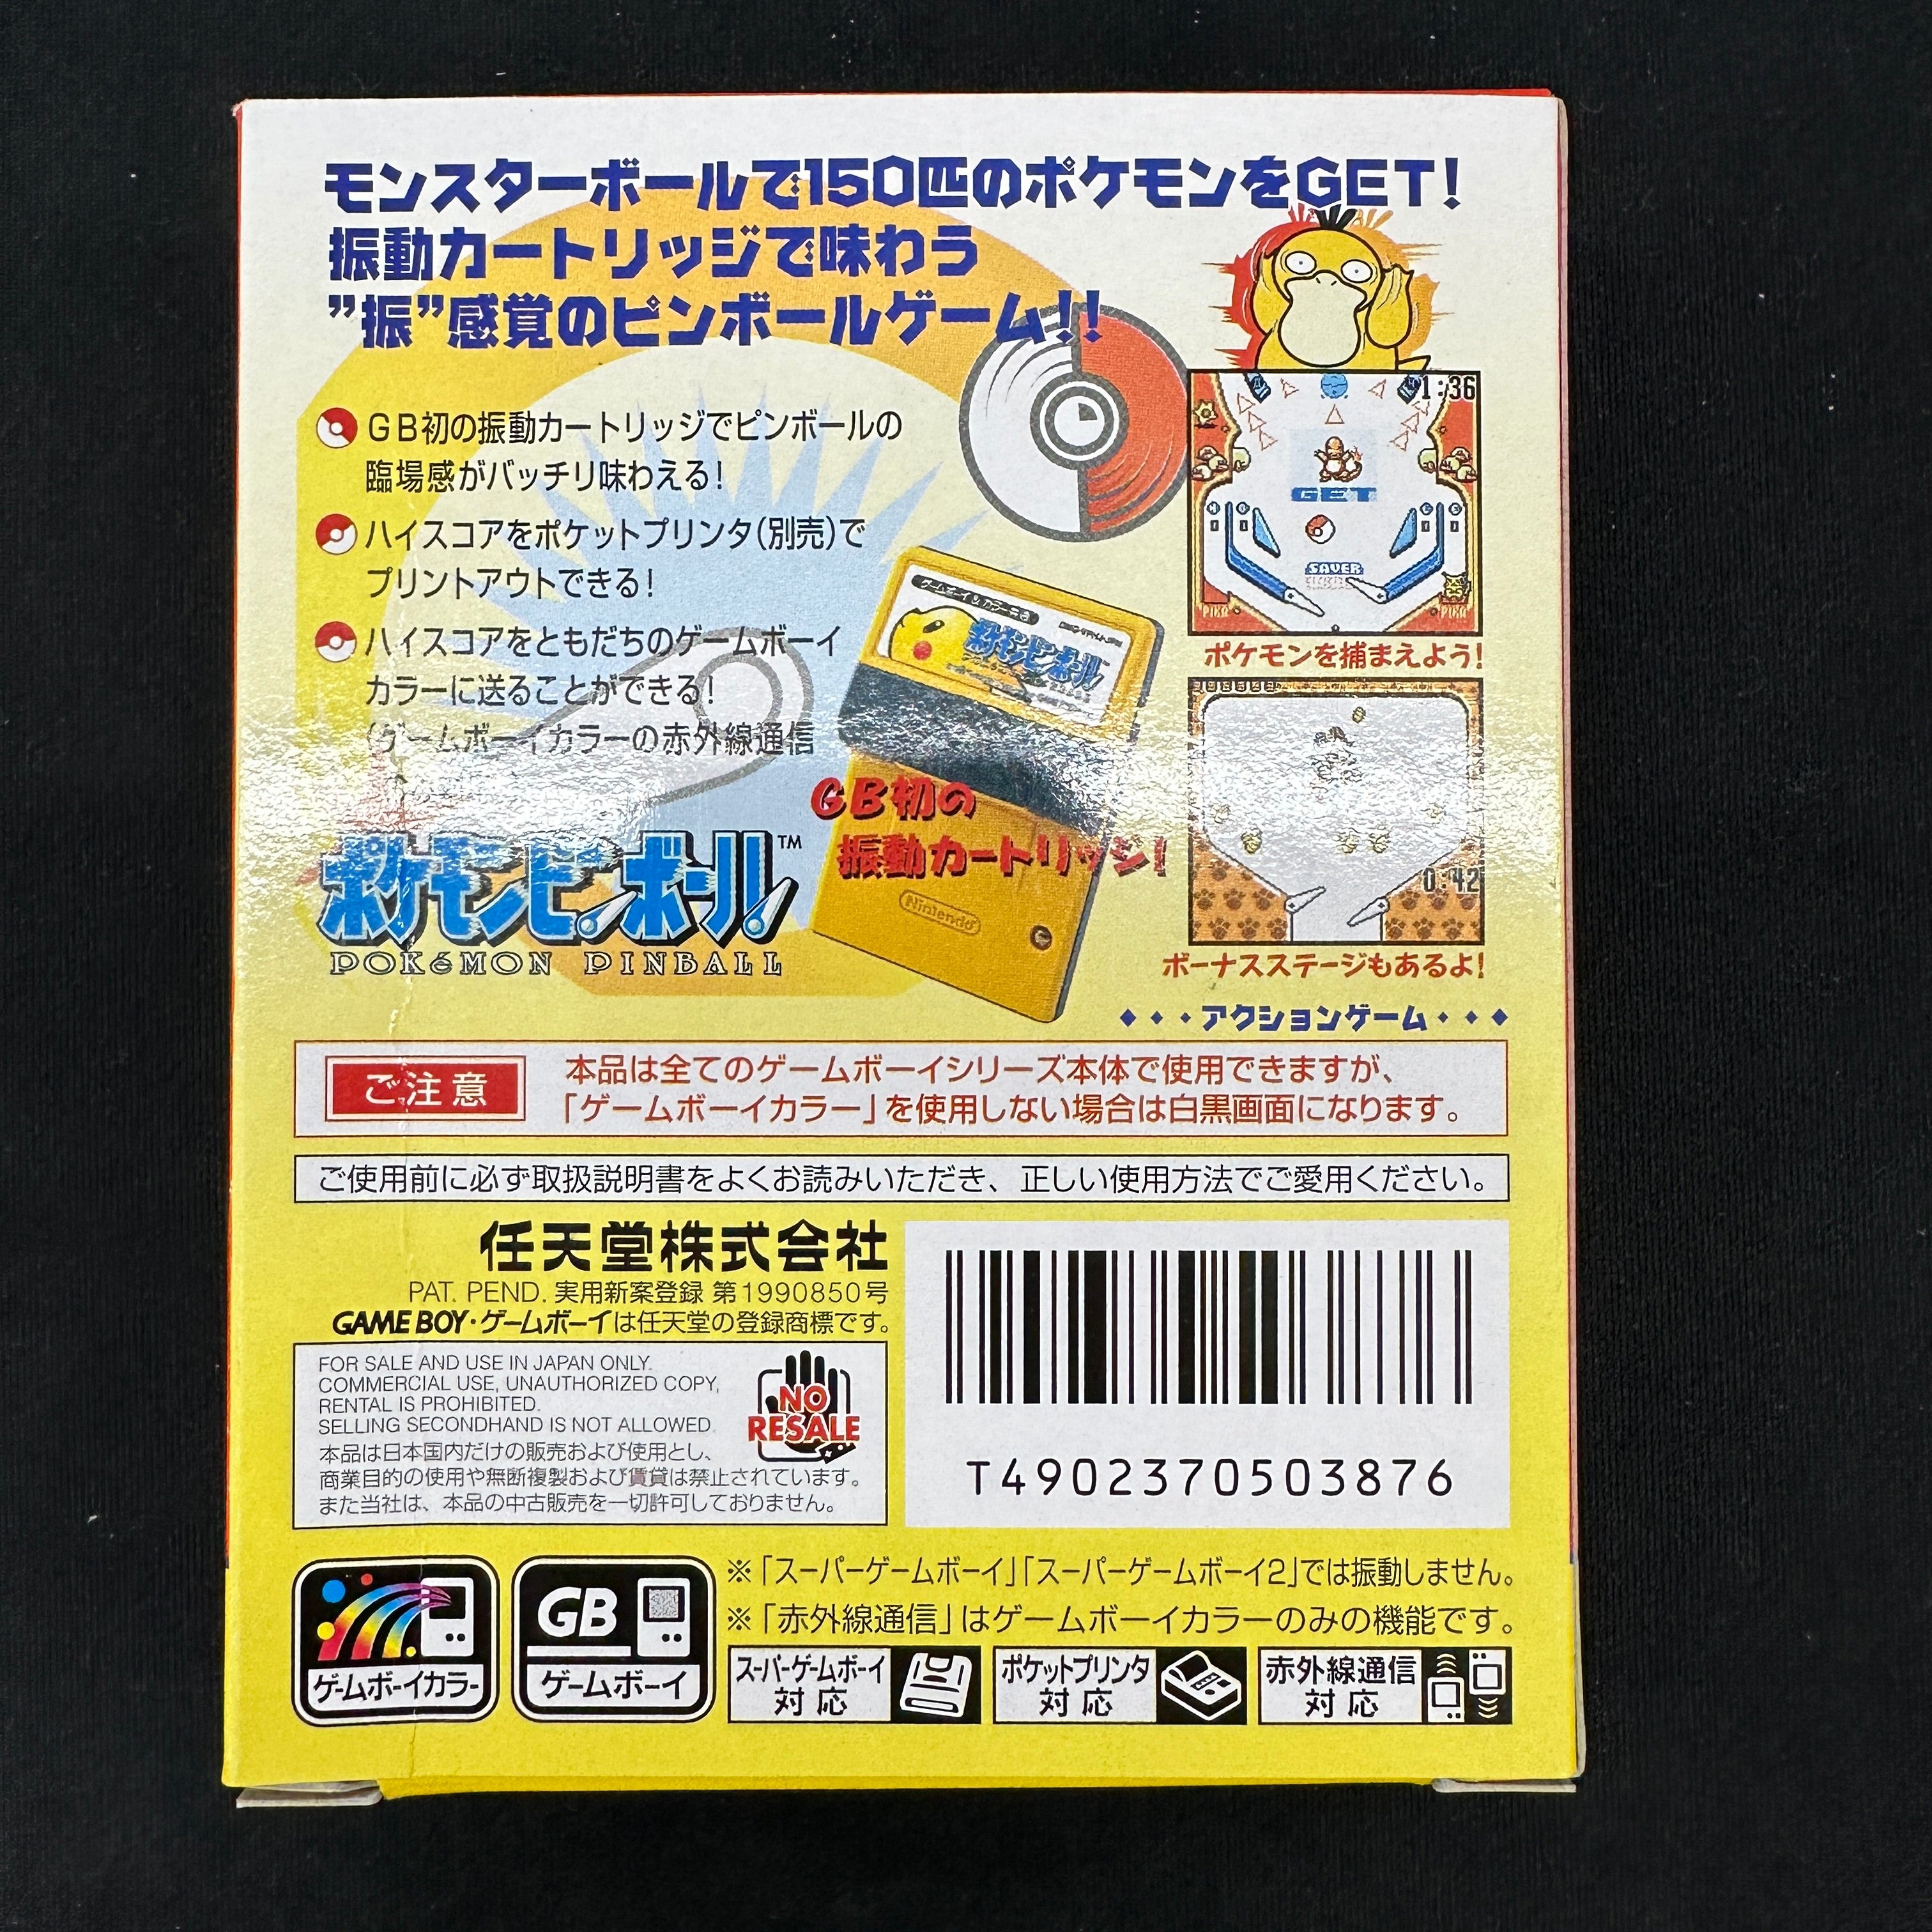 モンスターボールで150匹のポケモンをGET!
振動カートリッジで味わう
”振”感覚のピンボールゲーム!!
GB初の振動カートリッジでピンボールの
臨場感がバッチリ味わえる!
ハイスコアをポケットプリンタ(別売)で
プリントアウトできる!
ハイスコアをともだちのゲームボーイ
カラーに送ることができる!
(ゲームボーイカラーの赤外線通信
1:36
GET
SAVER
PIKA
PIKA
ポケモンを捕まえよう!
ゲームボーイ&カラー共通
ポケモンピンボール
GB初の
振動カートリッジ!
Nintendo
0:42
ボーナスステージもあるよ!
ポケモンピンボール™
POKéMON PINBALL
アクションゲーム
ご注意
本品は全てのゲームボーイシリーズ本体で使用できますが、
「ゲームボーイカラー」を使用しない場合は白黒画面になります。
ご使用前に必ず取扱説明書をよくお読みいただき、正しい使用方法でご愛用ください。
任天堂株式会社
PAT. PEND. 実用新案登録 第1990850号
GAME BOY・ゲームボーイは任天堂の登録商標です。
FOR SALE AND USE IN JAPAN ONLY.
COMMERCIAL USE, UNAUTHORIZED COPY,
RENTAL IS PROHIBITED.
SELLING SECONDHAND IS NOT ALLOWED.
本品は日本国内だけの販売および使用とし、
商業目的の使用や無断複製および賃貸は禁止されています。
また当社は、本品の中古販売を一切許可しておりません。
NO
RESALE
T4902370503876
ゲームボーイカラー
GB
ゲームボーイ
※「スーパーゲームボーイ」「スーパーゲームボーイ2」では振動しません。
※「赤外線通信」はゲームボーイカラーのみの機能です。
スーパーゲームボーイ
対応
ポケットプリンタ
対応
赤外線通信
対応